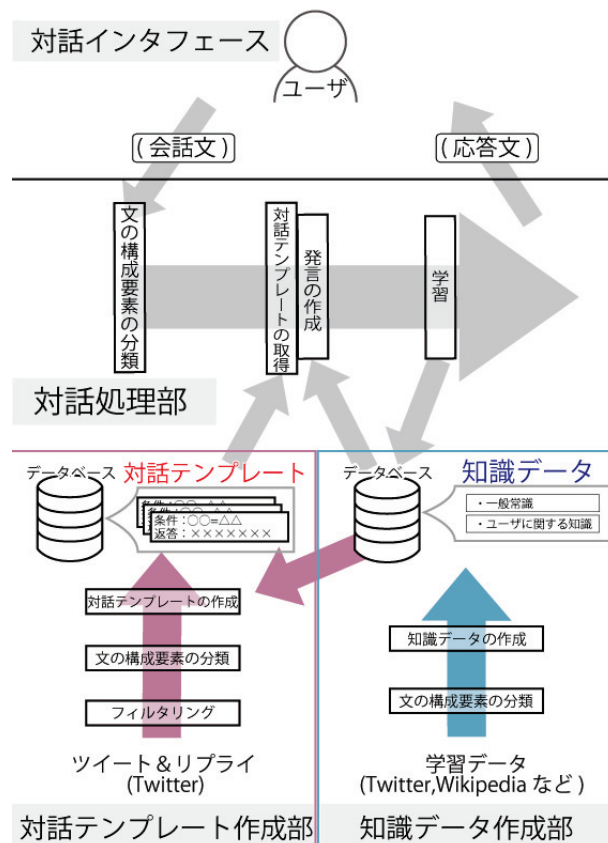 対話インタフェース
ユーザ
(会話文)
(応答文)
文の構成要素の分類
対話テンプレートの取得
発言の作成
学習
対話処理部
データベース
対話テンプレート
条件:○○=△△
返答:×××××××
対話テンプレートの作成
文の構成要素の分類
フィルタリング
ツイート&リプライ
(Twitter)
対話テンプレート作成部
データベース
知識データ
・一般常識
・ユーザに関する知識
知識データの作成
文の構成要素の分類
学習データ
(Twitter,Wikipediaなど)
知識データ作成部